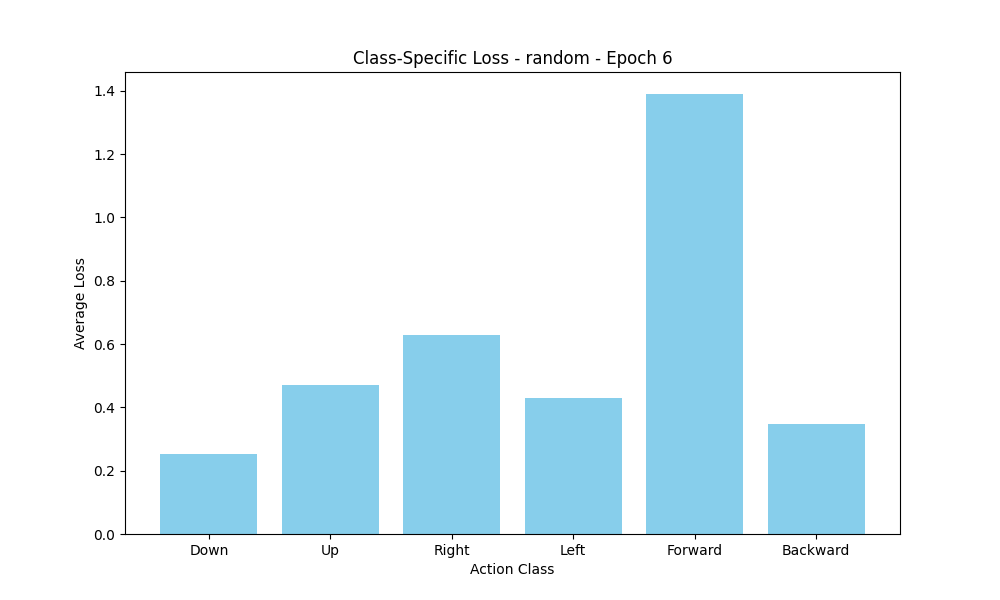 Class-Specific Loss - random - Epoch 6
1.4
1.2
1.0
0.8
0.6
0.4
0.2
0.0
Average Loss
Down Up Right Left Forward Backward
Action Class